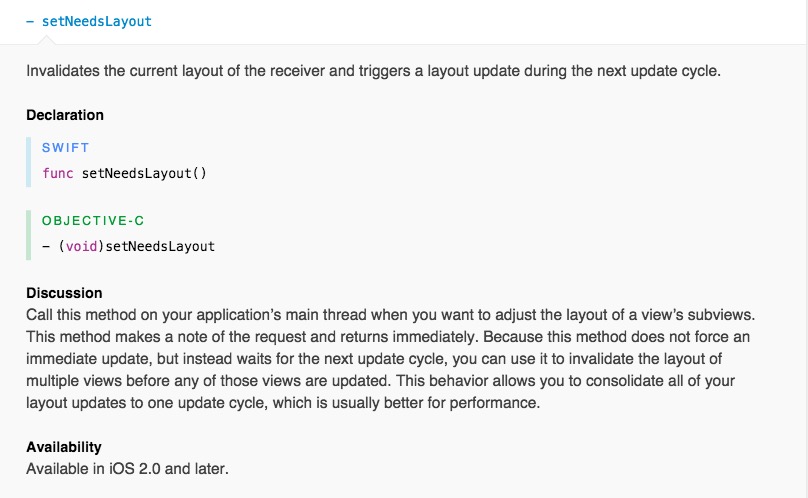 – setNeedsLayout
Invalidates the current layout of the receiver and triggers a layout update during the next update cycle.
Declaration
SWIFT
func setNeedsLayout()
OBJECTIVE-C
– (void)setNeedsLayout
Discussion
Call this method on your application’s main thread when you want to adjust the layout of a view’s subviews.
This method makes a note of the request and returns immediately. Because this method does not force an
immediate update, but instead waits for the next update cycle, you can use it to invalidate the layout of
multiple views before any of those views are updated. This behavior allows you to consolidate all of your
layout updates to one update cycle, which is usually better for performance.
Availability
Available in iOS 2.0 and later.